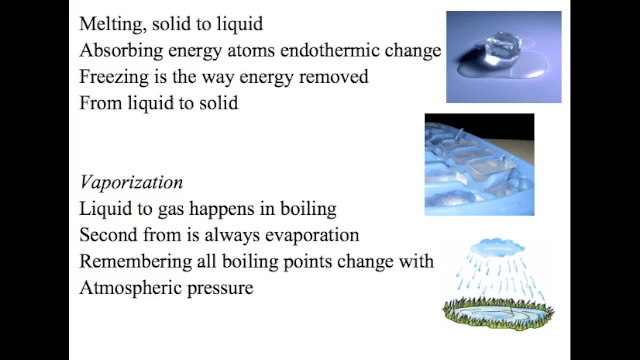 Melting, solid to liquid
Absorbing energy atoms endothermic change
Freezing is the way energy removed
From liquid to solid
Vaporization
Liquid to gas happens in boiling
Second from is always evaporation
Remembering all boiling points change with
Atmospheric pressure